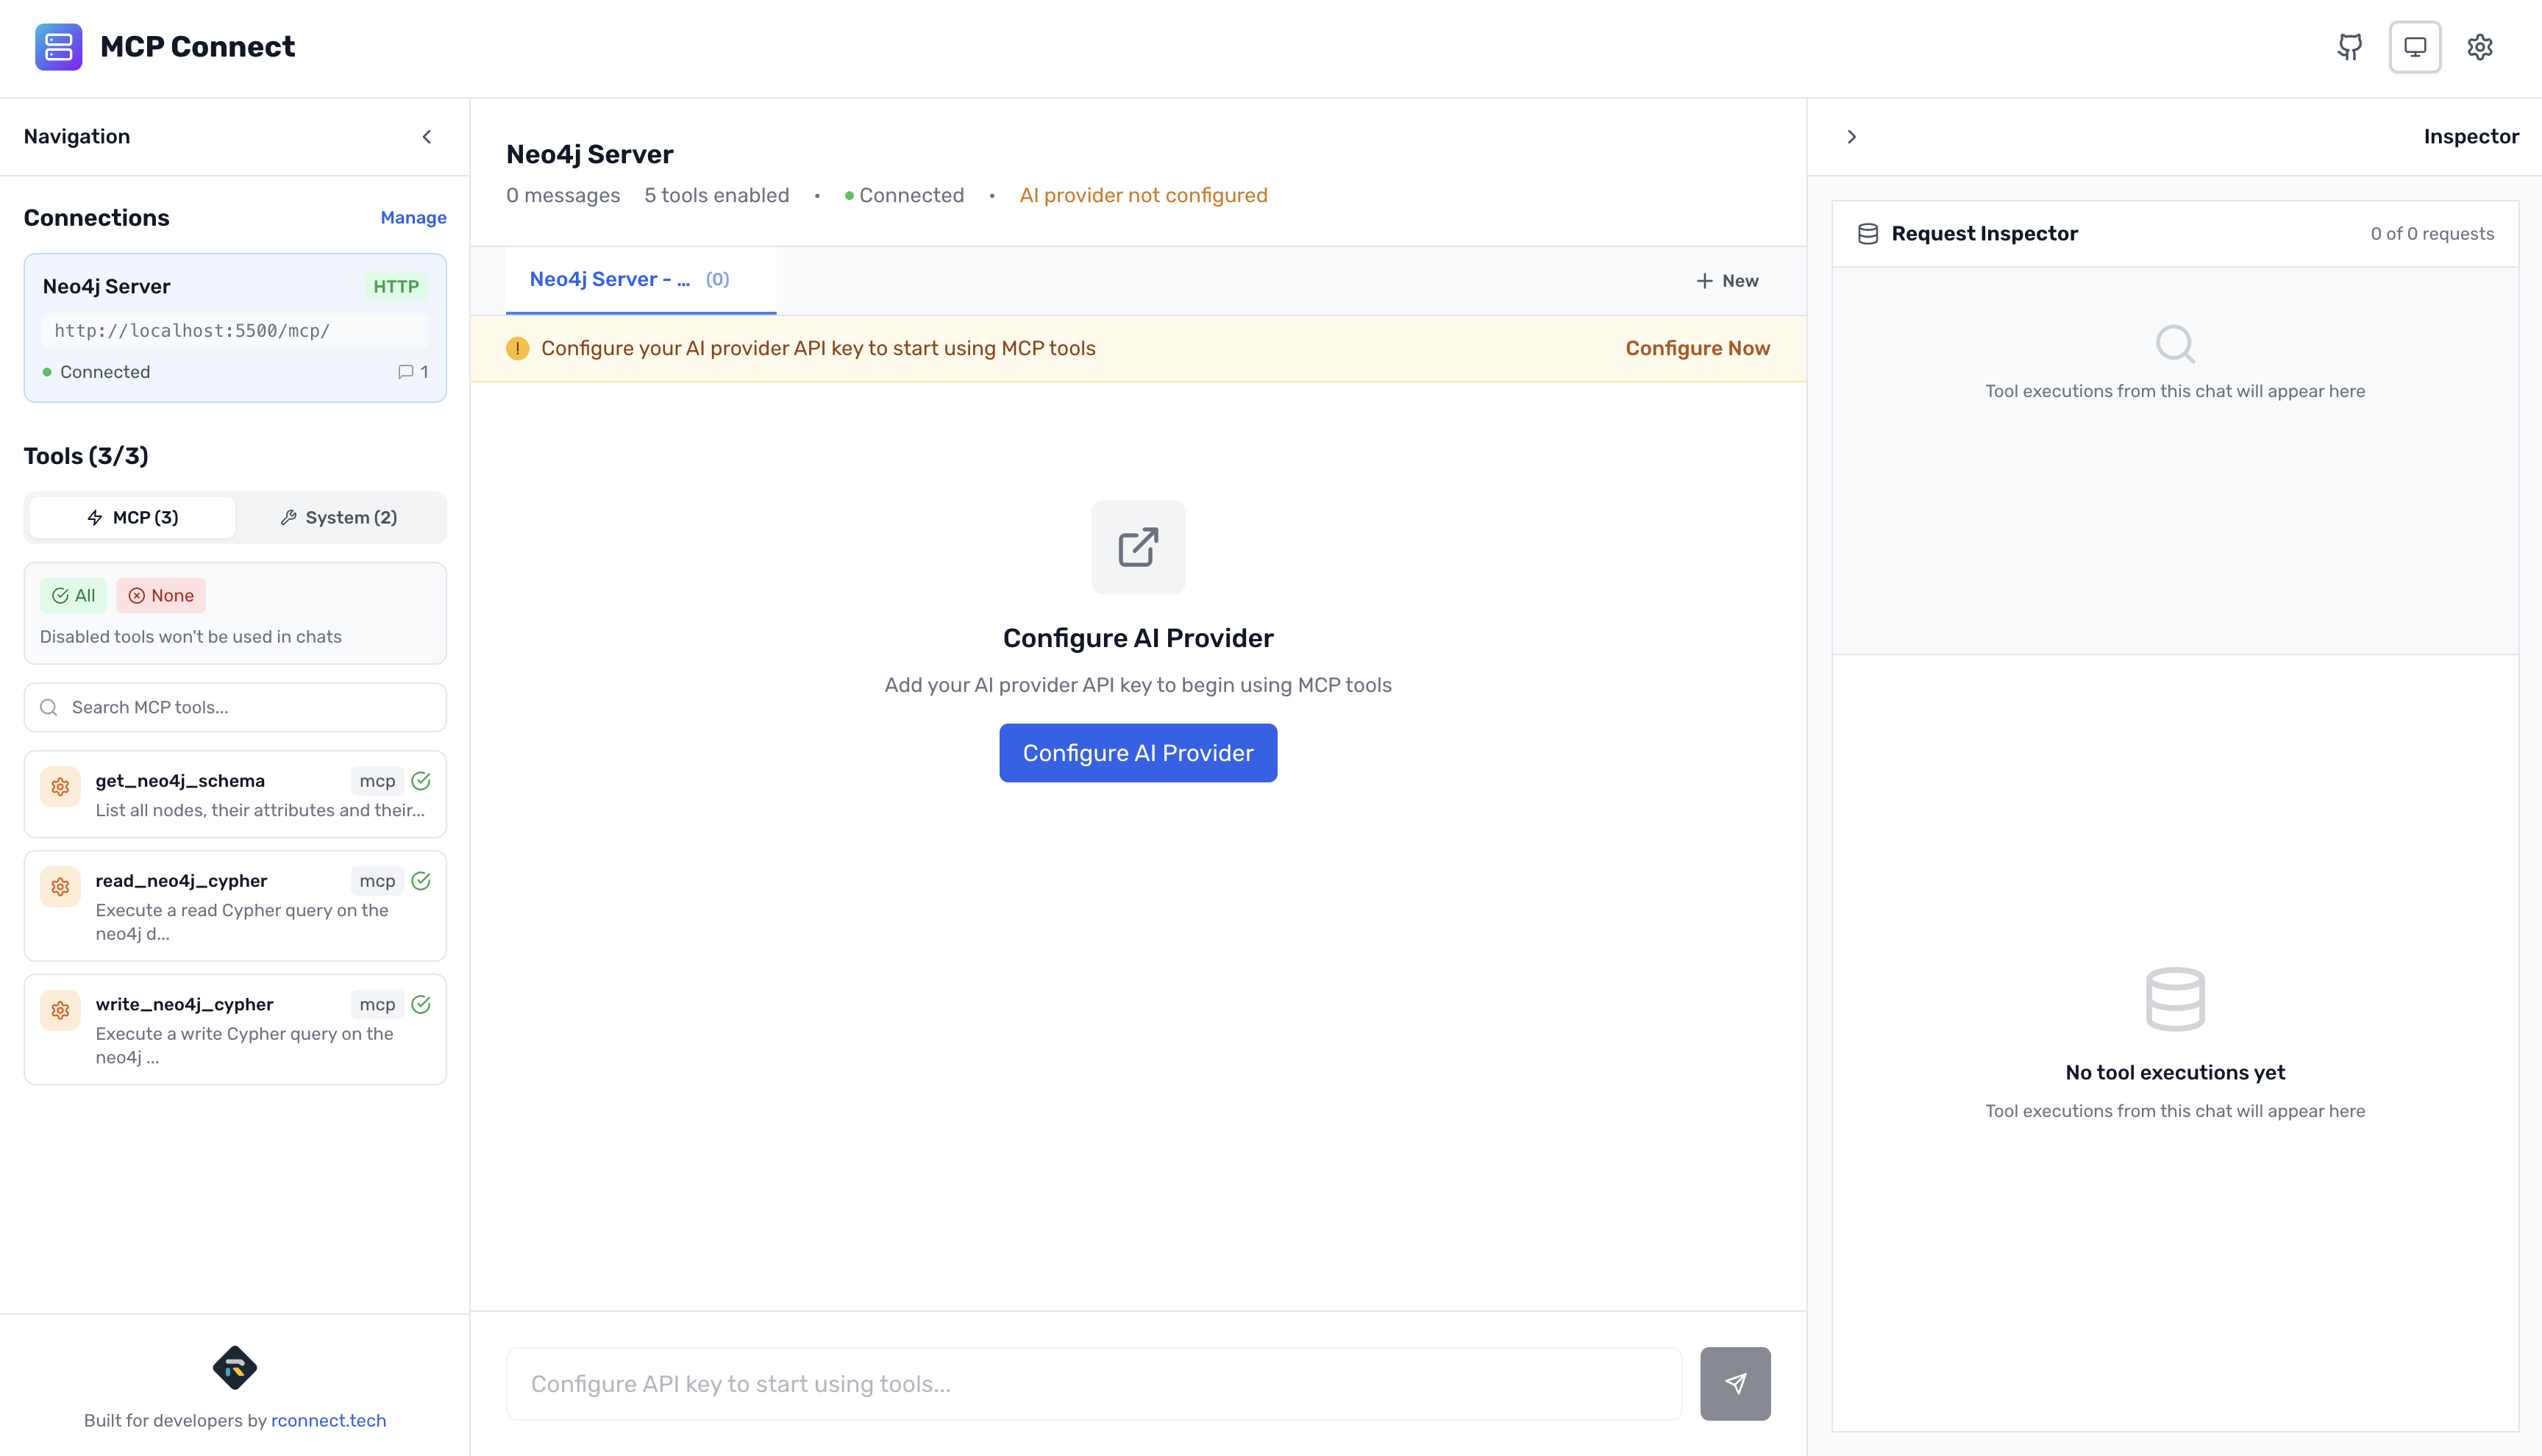 MCP Connect
Navigation
Connections
Manage
Neo4j Server
HTTP
http://localhost:5500/mcp/
Connected
1
Tools (3/3)
MCP (3)
System (2)
All
None
Disabled tools won't be used in chats
Search MCP tools...
get_neo4j_schema
mcp
List all nodes, their attributes and their...
read_neo4j_cypher
mcp
Execute a read Cypher query on the
neo4j d...
write_neo4j_cypher
mcp
Execute a write Cypher query on the
neo4j ...
Built for developers by rconnect.tech
Neo4j Server
0 messages 5 tools enabled • Connected • AI provider not configured
Neo4j Server - ... (0)
New
Configure your AI provider API key to start using MCP tools
Configure Now
Configure AI Provider
Add your AI provider API key to begin using MCP tools
Configure AI Provider
Configure API key to start using tools...
Inspector
Request Inspector
0 of 0 requests
Tool executions from this chat will appear here
No tool executions yet
Tool executions from this chat will appear here